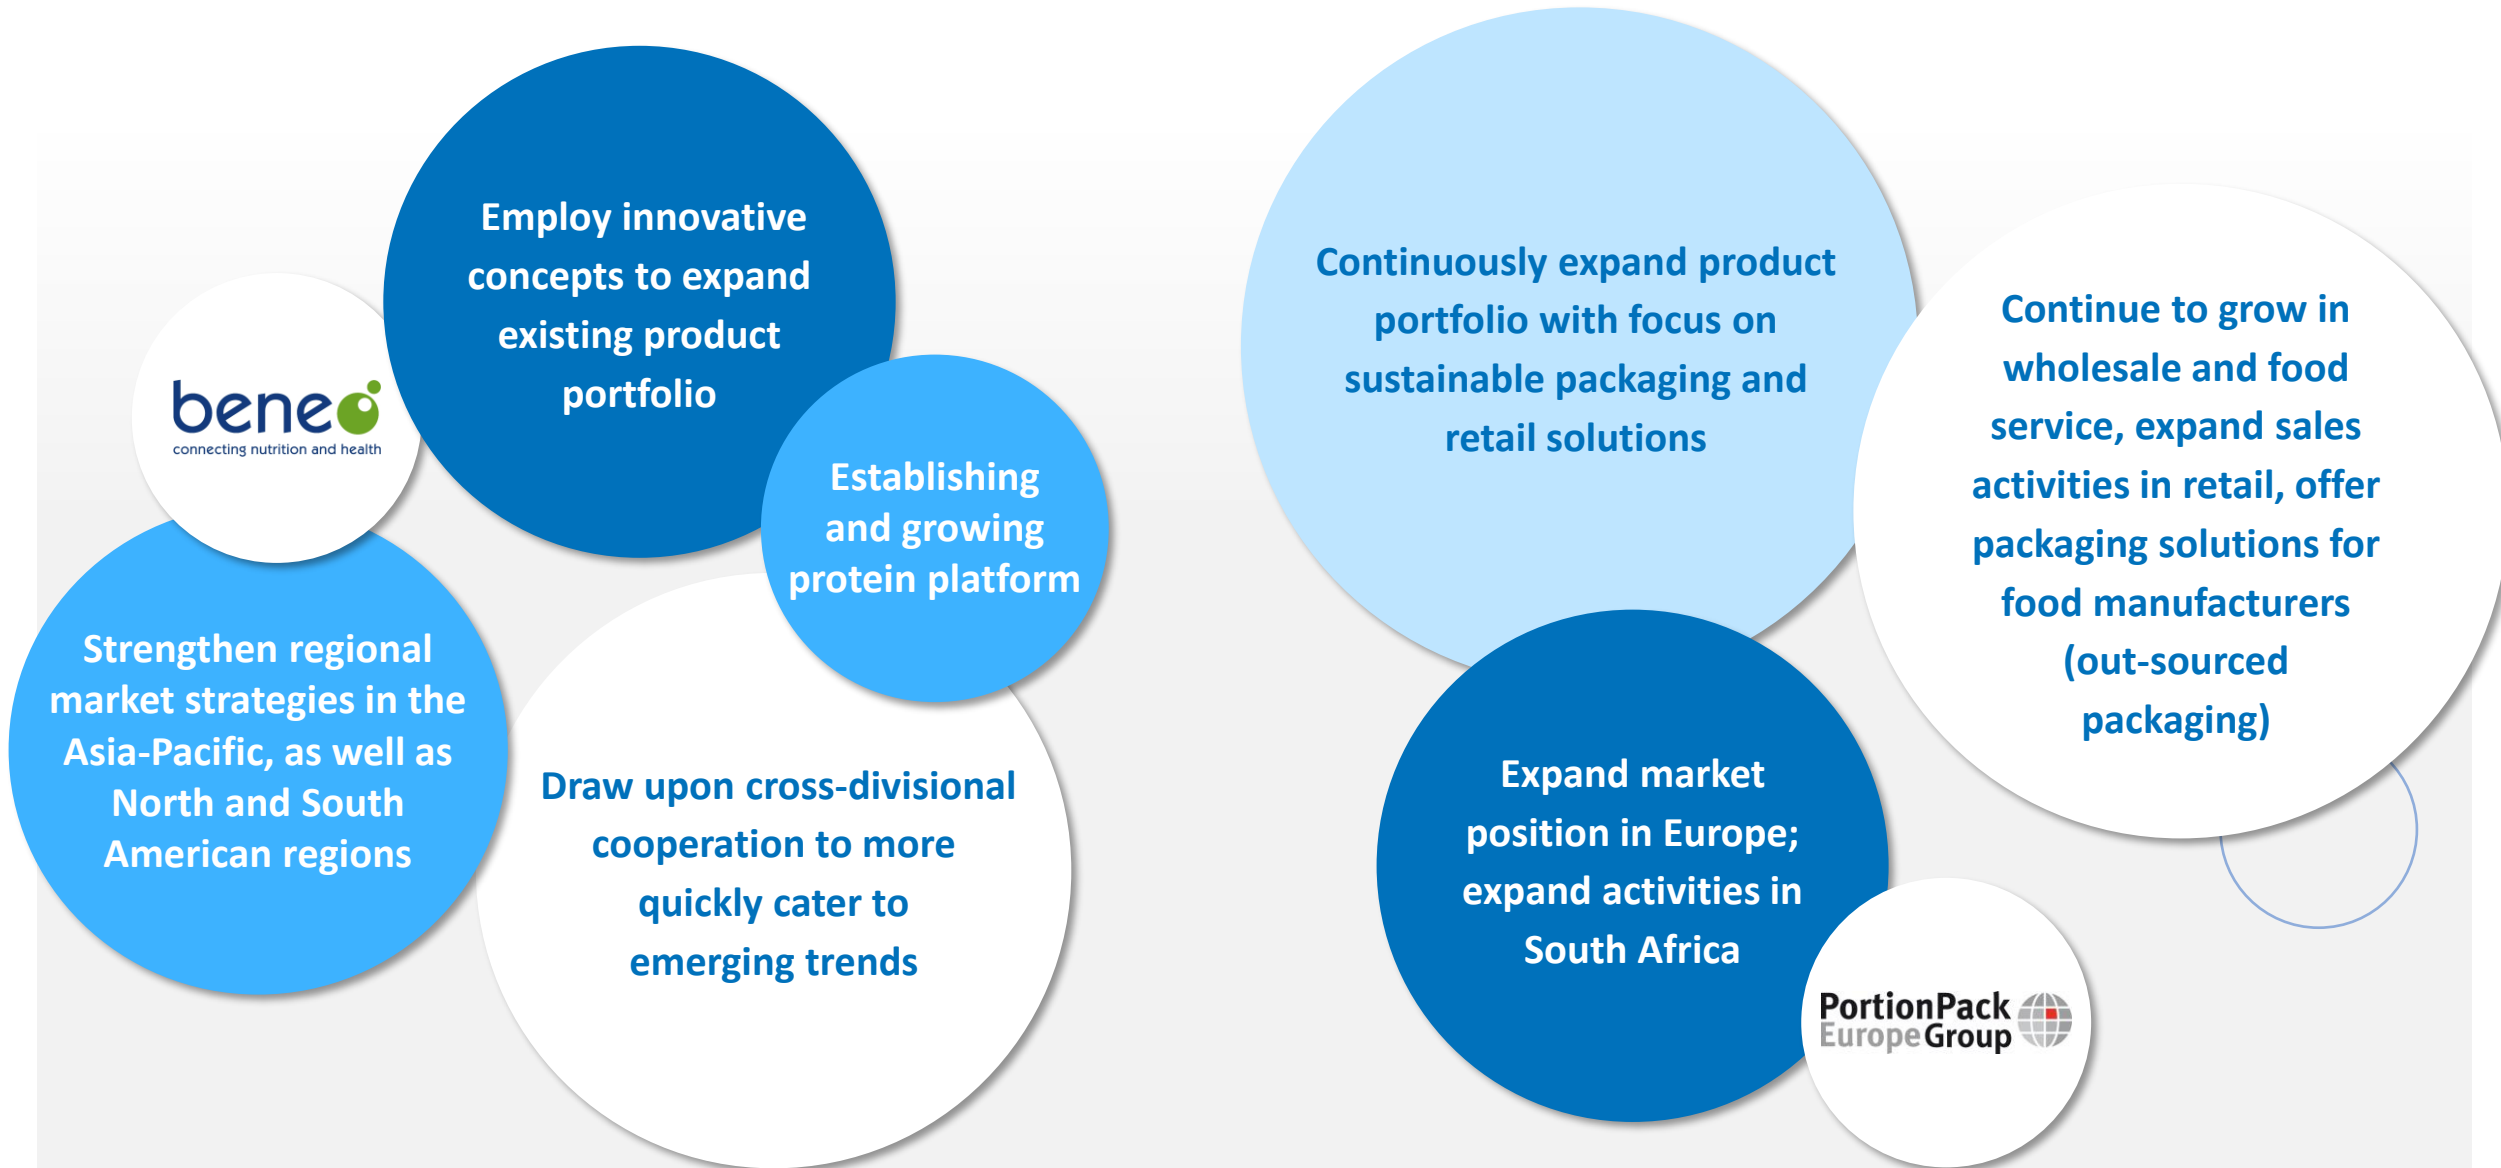 Employ innovative
concepts to expand
existing product
portfolio
beneo
connecting nutrition and health
Establishing
and growing
protein platform
Strengthen regional
market strategies in the
Asia-Pacific, as well as
North and South
American regions
Draw upon cross-divisional
cooperation to more
quickly cater to
emerging trends
Continuously expand product
portfolio with focus on
sustainable packaging and
retail solutions
Continue to grow in
wholesale and food
service, expand sales
activities in retail, offer
packaging solutions for
food manufacturers
(out-sourced
packaging)
Expand market
position in Europe;
expand activities in
South Africa
PortionPack
Europe Group